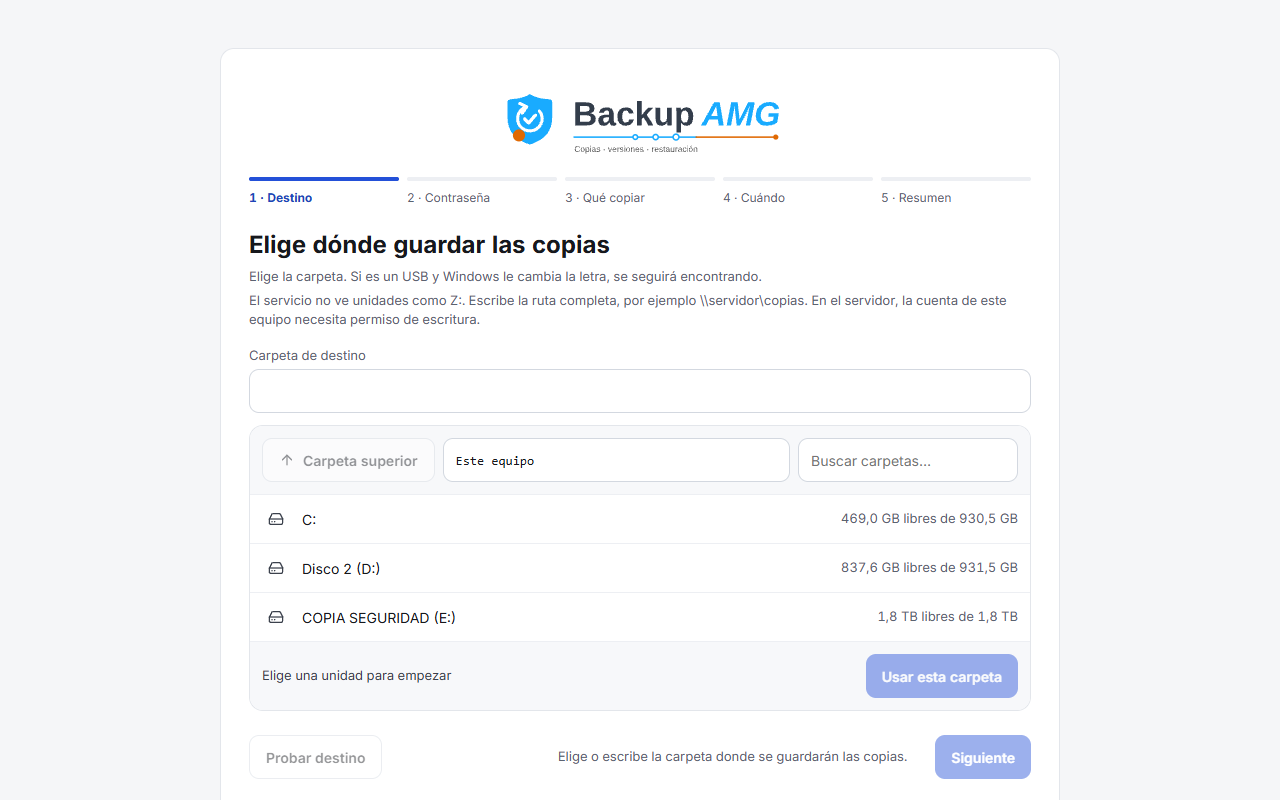 Backup AMG
Copias · versiones · restauración
1 · Destino
2 · Contraseña
3 · Qué copiar
4 · Cuándo
5 · Resumen
Elige dónde guardar las copias
Elige la carpeta. Si es un USB y Windows le cambia la letra, se seguirá encontrando.
El servicio no ve unidades como Z:. Escribe la ruta completa, por ejemplo \\servidor\copias. En el servidor, la cuenta de este
equipo necesita permiso de escritura.
Carpeta de destino
Carpeta superior
Este equipo
Buscar carpetas...
C:
469,0 GB libres de 930,5 GB
Disco 2 (D:)
837,6 GB libres de 931,5 GB
COPIA SEGURIDAD (E:)
1,8 TB libres de 1,8 TB
Elige una unidad para empezar
Usar esta carpeta
Probar destino
Elige o escribe la carpeta donde se guardarán las copias.
Siguiente